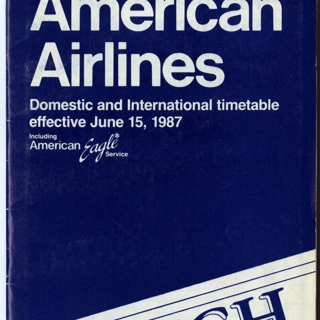 American
Airlines
Domestic and International timetable
effective June 15, 1987
Including
American Eagle®
Service